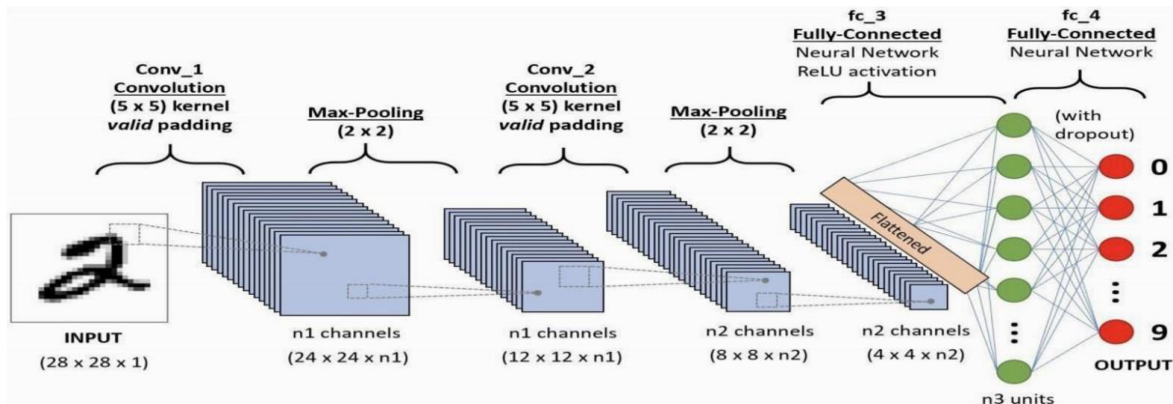 fc_3
Fully-Connected
Neural Network
ReLU activation
fc_4
Fully-Connected
Neural Network
Conv_1
Convolution
(5 x 5) kernel
valid padding
Max-Pooling
(2 x 2)
Conv_2
Convolution
(5 x 5) kernel
valid padding
Max-Pooling
(2 x 2)
(with
dropout)
Flattened
0
1
2
9
INPUT
(28 x 28 x 1)
n1 channels
(24 x 24 x n1)
n1 channels
(12 x 12 x n1)
n2 channels
(8 x 8 x n2)
n2 channels
(4 x 4 x n2)
OUTPUT
n3 units